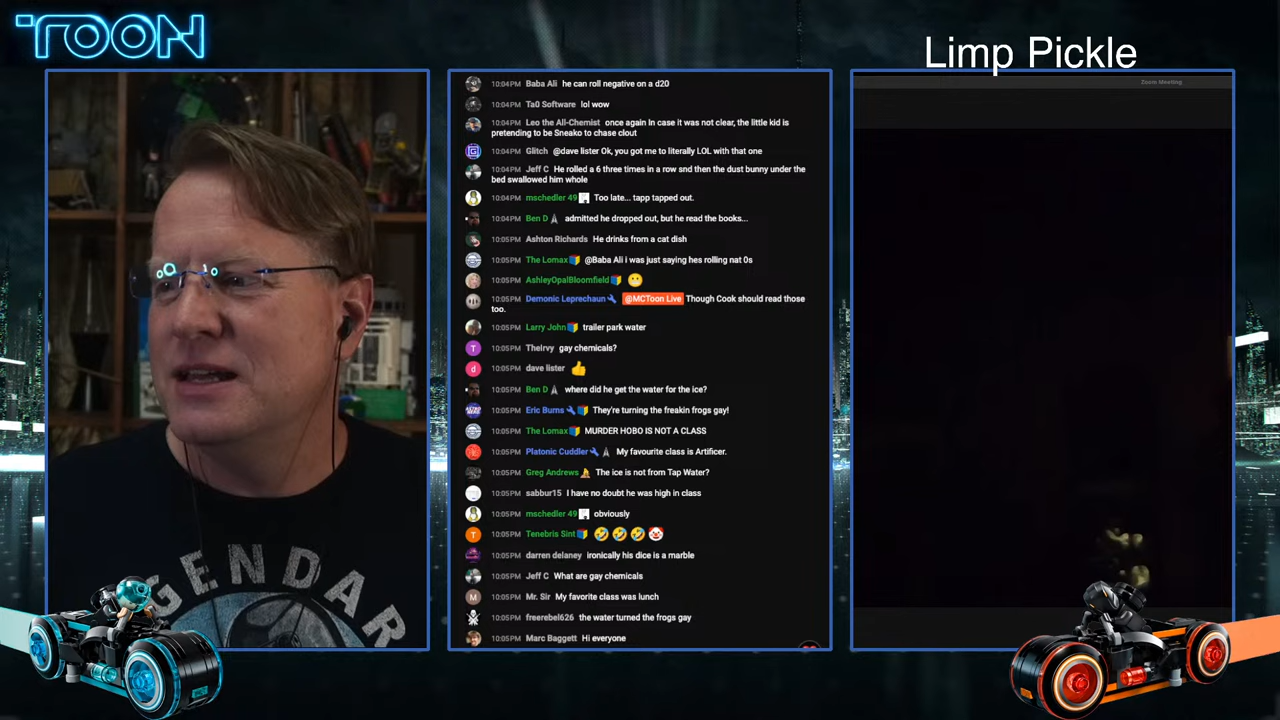 TOON
Limp Pickle
Zoom Meeting
10:04PM Baba Ali he can roll negative on a d20
10:04PM Ta0 Software lol wow
10:04PM Leo the All-Chemist once again In case it was not clear, the little kid is
pretending to be Sneako to chase clout
10:04PM Glitch @dave lister Ok, you got me to literally LOL with that one
10:04PM Jeff C He rolled a 6 three times in a row snd then the dust bunny under the
bed swallowed him whole
10:04PM mschedler 49 Too late... tapp tapped out.
10:04PM Ben D admitted he dropped out, but he read the books...
10:05PM Ashton Richards He drinks from a cat dish
10:05PM The Lomax @Baba Ali i was just saying hes rolling nat 0s
10:05PM AshleyOpalBloomfield 😬
10:05PM Demonic Leprechaun @MCToon Live Though Cook should read those
too.
10:05PM Larry John trailer park water
10:05PM TheIrvy gay chemicals?
10:05PM dave lister 👍
10:05PM Ben D where did he get the water for the ice?
10:05PM Eric Burns They're turning the freakin frogs gay!
10:05PM The Lomax MURDER HOBO IS NOT A CLASS
10:05PM Platonic Cuddler My favourite class is Artificer.
10:05PM Greg Andrews The ice is not from Tap Water?
10:05PM sabbur15 I have no doubt he was high in class
10:05PM mschedler 49 obviously
10:05PM Tenebris Sint 🤣🤣🤣🤡
10:05PM darren delaney ironically his dice is a marble
10:05PM Jeff C What are gay chemicals
10:05PM Mr. Sir My favorite class was lunch
10:05PM freerebel626 the water turned the frogs gay
10:05PM Marc Baggett Hi everyone
GENDAR